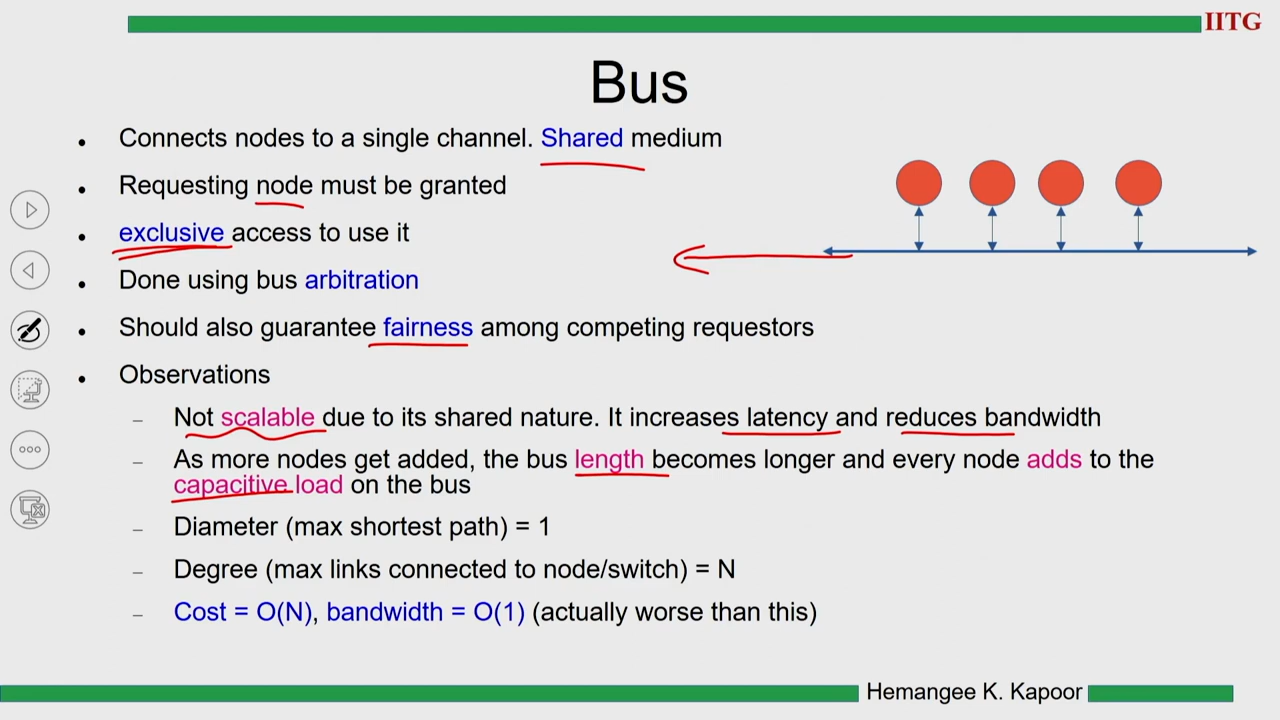 IITG
Bus
Connects nodes to a single channel. Shared medium
Requesting node must be granted
exclusive access to use it
Done using bus arbitration
Should also guarantee fairness among competing requestors
Observations
Not scalable due to its shared nature. It increases latency and reduces bandwidth
As more nodes get added, the bus length becomes longer and every node adds to the
capacitive load on the bus
Diameter (max shortest path) = 1
Degree (max links connected to node/switch) = N
Cost = O(N), bandwidth = O(1) (actually worse than this)
Hemangee K. Kapoor